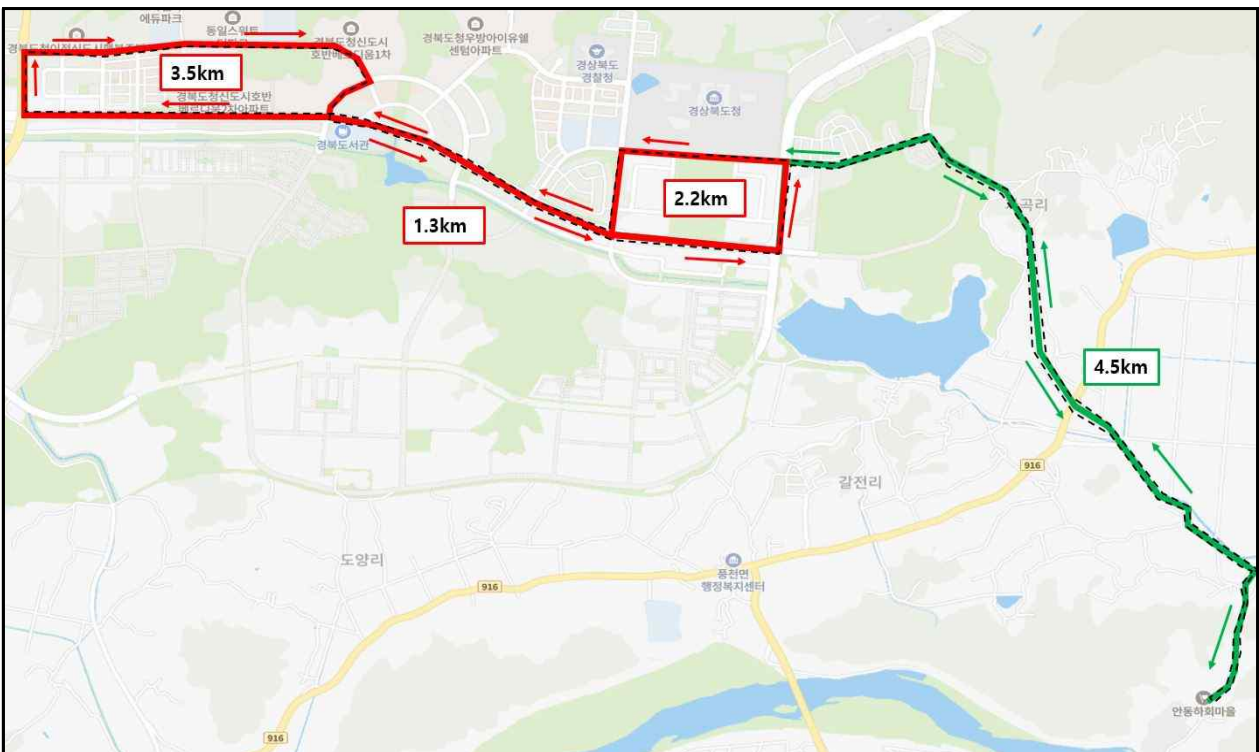 에듀파크
동일스위트
경북도청신도시
호반베르디움1차
경북도청우방아이유쉘
센텀아파트
경상북도
경찰청
3.5km
경북도청신도시호반
베르디움2차아파트
경상북도청
경북도서관
2.2km
1.3km
곡리
4.5km
916
갈전리
도양리
풍천면
행정복지센터
916
안동하회마을
916